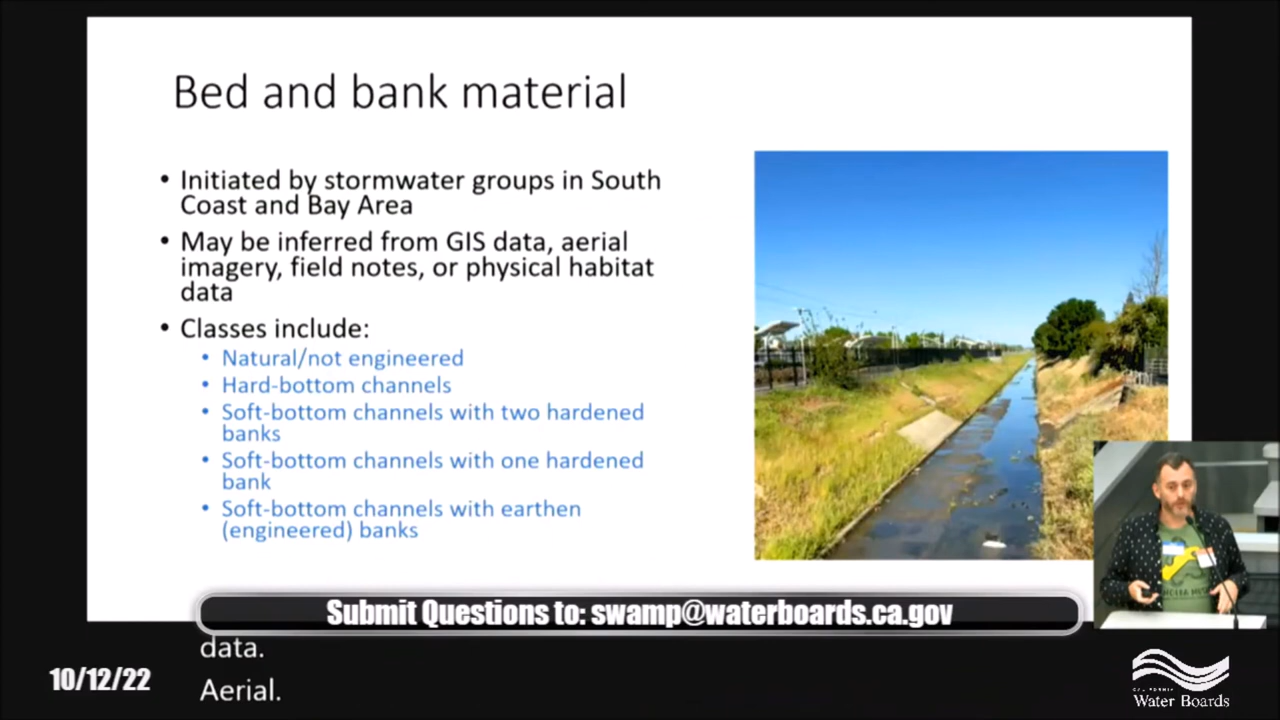 Bed and bank material
• Initiated by stormwater groups in South
Coast and Bay Area
• May be inferred from GIS data, aerial
imagery, field notes, or physical habitat
data
• Classes include:
• Natural/not engineered
• Hard-bottom channels
• Soft-bottom channels with two hardened
banks
• Soft-bottom channels with one hardened
bank
• Soft-bottom channels with earthen
(engineered) banks
Submit Questions to: swamp@waterboards.ca.gov
data.
Aerial.
10/12/22
CALIFORNIA
Water Boards